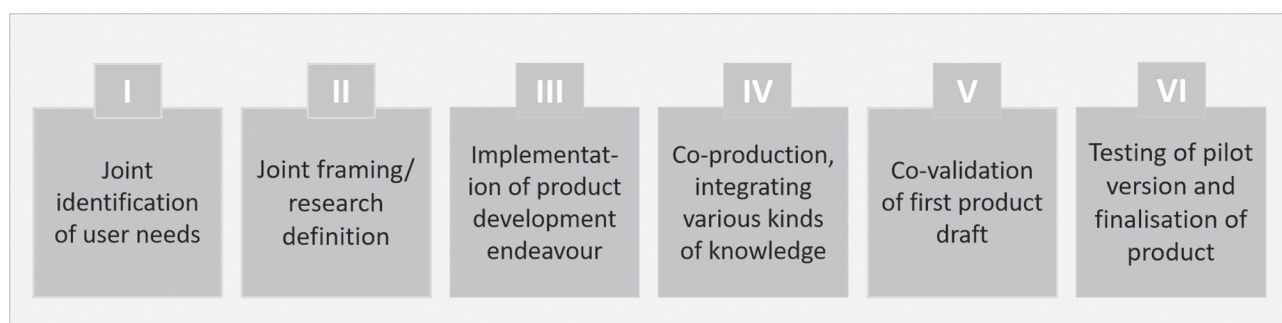 I
Joint
identification
of user needs
II
Joint framing/
research
definition
III
Implementat-
ion of product
development
endeavour
IV
Co-production,
integrating
various kinds
of knowledge
V
Co-validation
of first product
draft
VI
Testing of pilot
version and
finalisation of
product